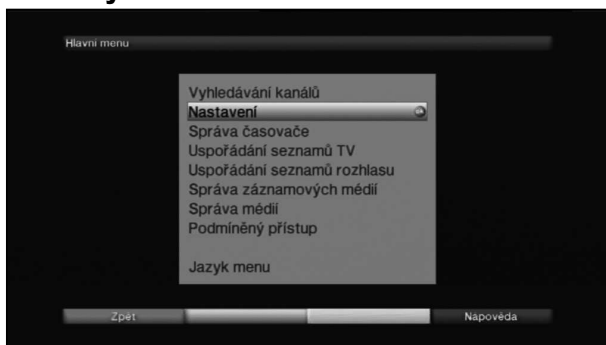 Hlavní menu
Vyhledávání kanálů
Nastavení
Správa časovače
Uspořádání seznamů TV
Uspořádání seznamů rozhlasu
Správa záznamových médií
Správa médií
Podmíněný přístup
Jazyk menu
Zpět
Nápověda